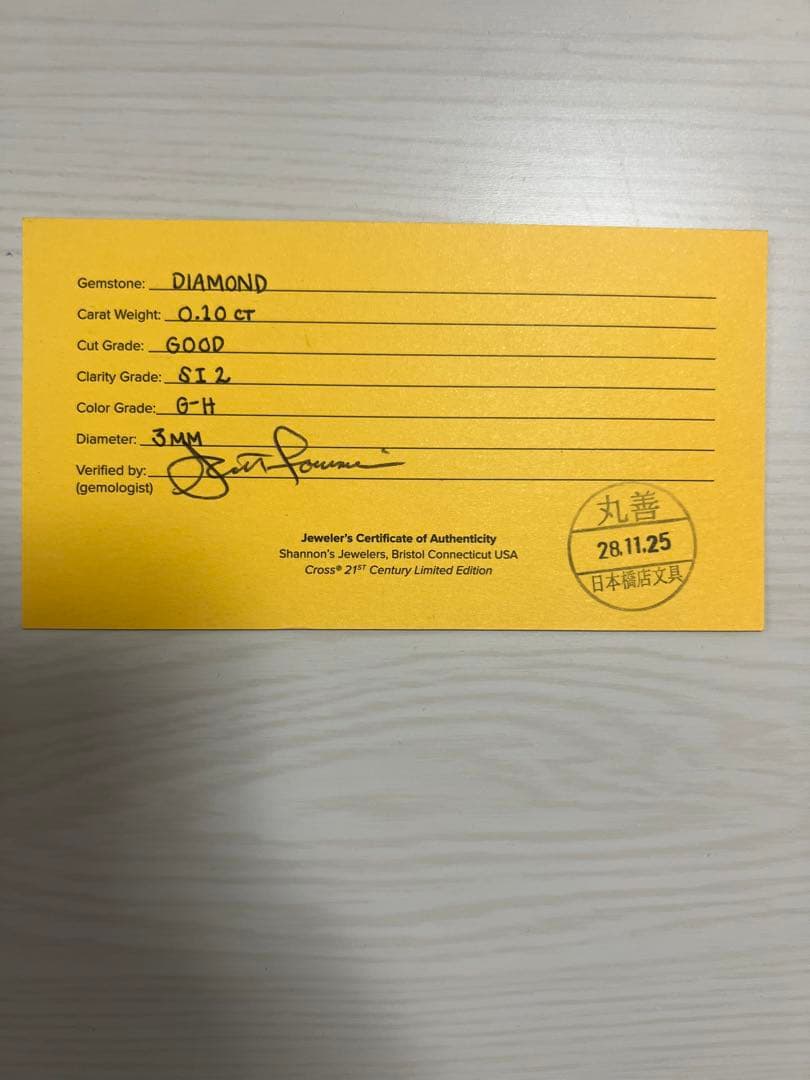 Gemstone: DIAMOND
Carat Weight: 0.10 CT
Cut Grade: GOOD
Clarity Grade: SI2
Color Grade: G-H
Diameter: 3MM
Verified by:
(gemologist)
Jeweler's Certificate of Authenticity
Shannon's Jewelers, Bristol Connecticut USA
Cross® 21ST Century Limited Edition
丸善
28.11.25
日本橋店文具